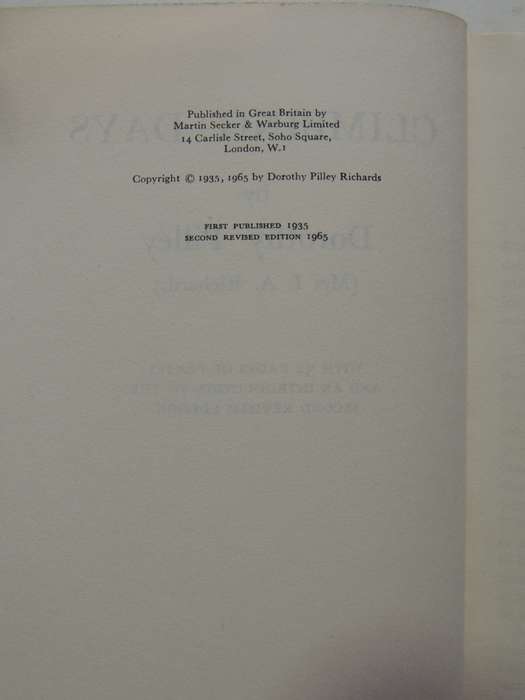 Published in Great Britain by
Martin Secker & Warburg Limited
14 Carlisle Street, Soho Square,
London, W.1
Copyright © 1935, 1965 by Dorothy Pilley Richards
FIRST PUBLISHED 1935
SECOND REVISED EDITION 1965